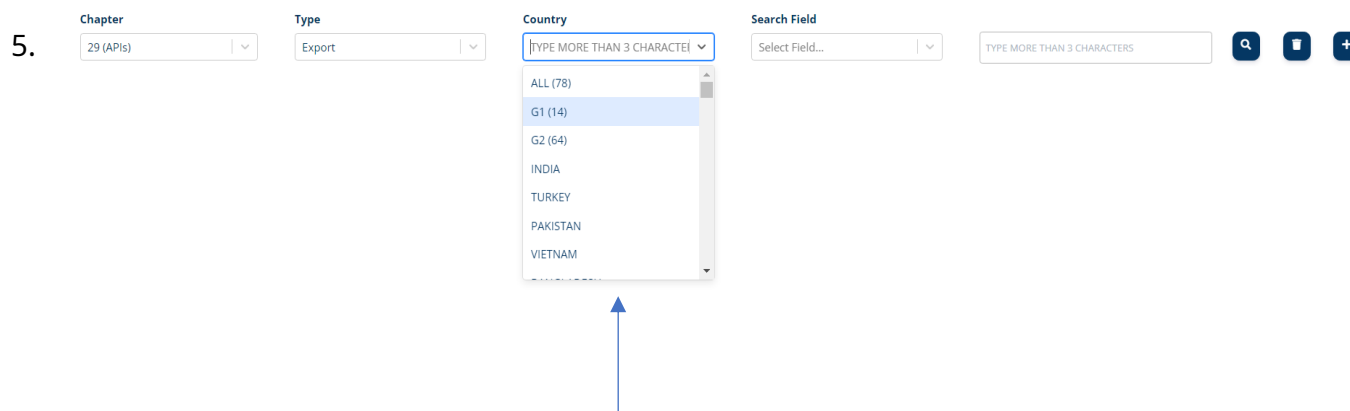 Chapter Type Country Search Field
5. 29 (APIs) Export TYPE MORE THAN 3 CHARACTE Select Field... TYPE MORE THAN 3 CHARACTERS
ALL (78)
G1 (14)
G2 (64)
INDIA
TURKEY
PAKISTAN
VIETNAM